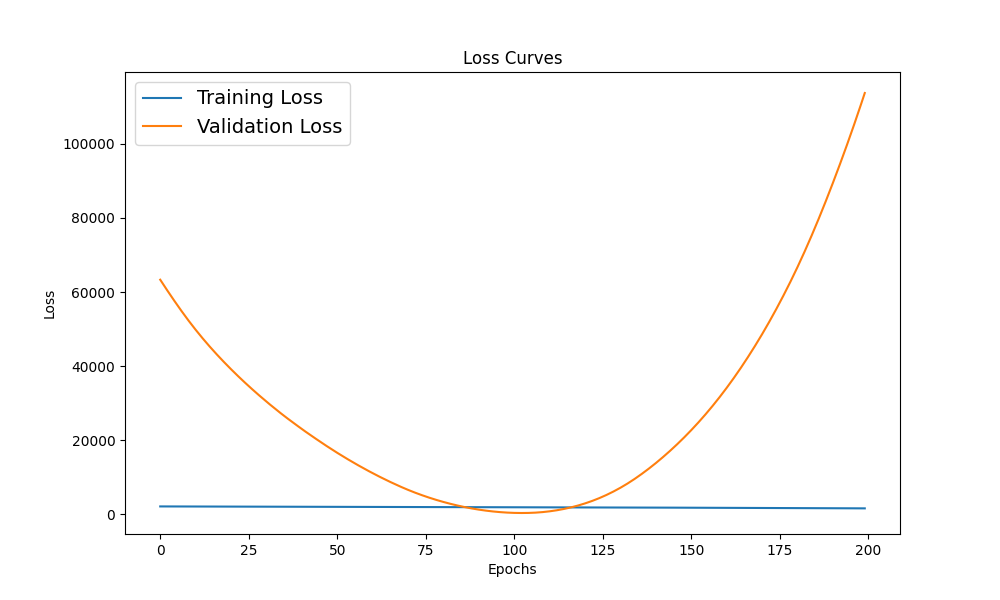 Loss Curves
Training Loss
Validation Loss
100000
80000
60000
40000
20000
0
Loss
0 25 50 75 100 125 150 175 200
Epochs